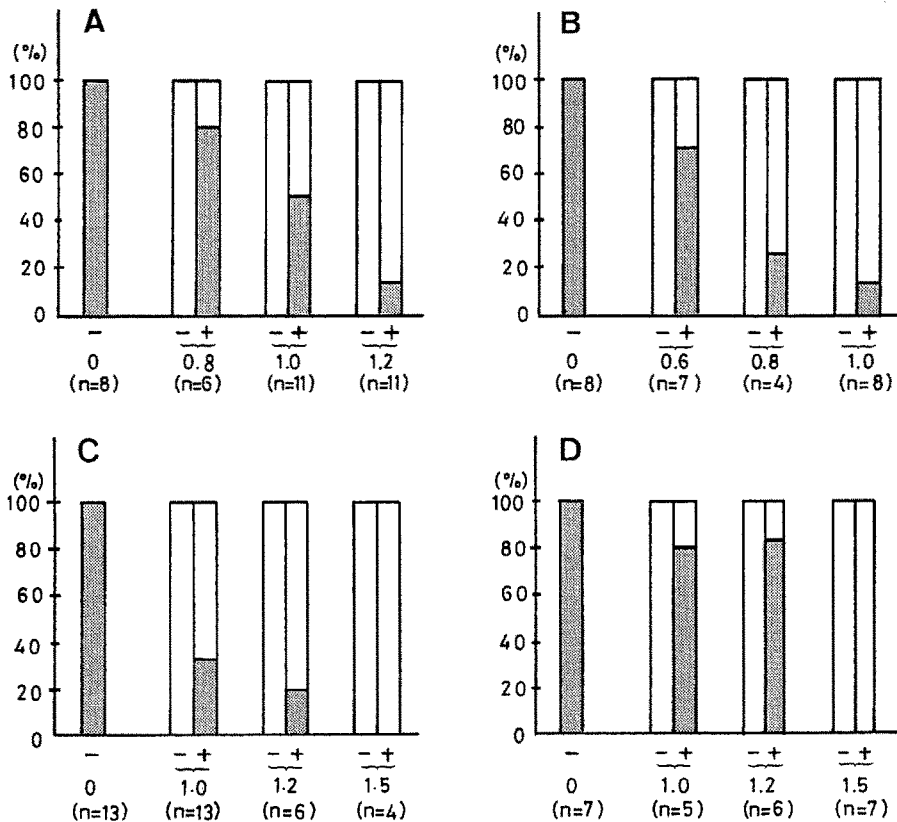 A
(%)
100
80
60
40
20
0
− − + − + − +
0 0.8 1.0 1.2
(n=8) (n=6) (n=11) (n=11)
B
(%)
100
80
60
40
20
0
− − + − + − +
0 0.6 0.8 1.0
(n=8) (n=7) (n=4) (n=8)
C
(%)
100
80
60
40
20
0
− − + − + − +
0 1.0 1.2 1.5
(n=13) (n=13) (n=6) (n=4)
D
(%)
100
80
60
40
20
0
− − + − + − +
0 1.0 1.2 1.5
(n=7) (n=5) (n=6) (n=7)